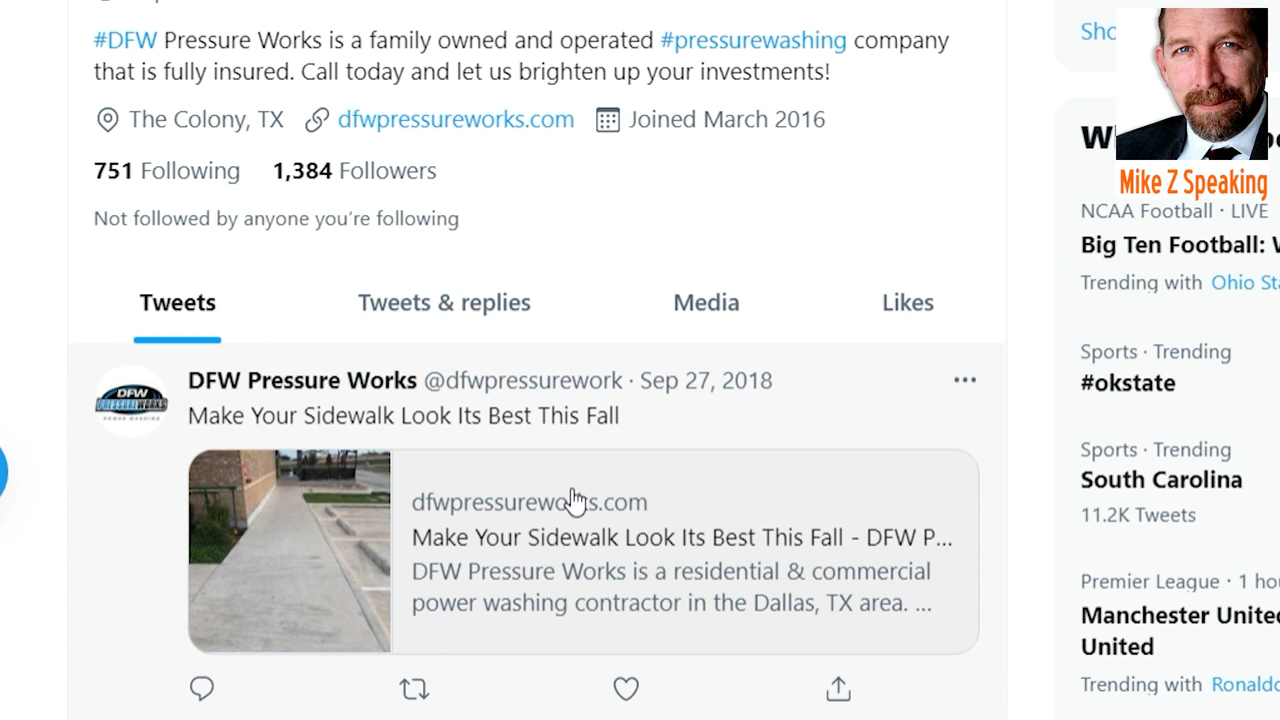 #DFW Pressure Works is a family owned and operated #pressurewashing company
that is fully insured. Call today and let us brighten up your investments!
The Colony, TX dfwpressureworks.com Joined March 2016
751 Following 1,384 Followers
Not followed by anyone you're following
Tweets Tweets & replies Media Likes
DFW Pressure Works @dfwpressurework · Sep 27, 2018
Make Your Sidewalk Look Its Best This Fall
DFW
PRESSUREWORKS
POWER WASHING
dfwpressureworks.com
Make Your Sidewalk Look Its Best This Fall - DFW P...
DFW Pressure Works is a residential & commercial
power washing contractor in the Dallas, TX area. ...
Mike Z Speaking
NCAA Football · LIVE
Big Ten Football:
Trending with Ohio Sta
Sports · Trending
#okstate
Sports · Trending
South Carolina
11.2K Tweets
Premier League · 1 hou
Manchester United
United
Trending with Ronaldo